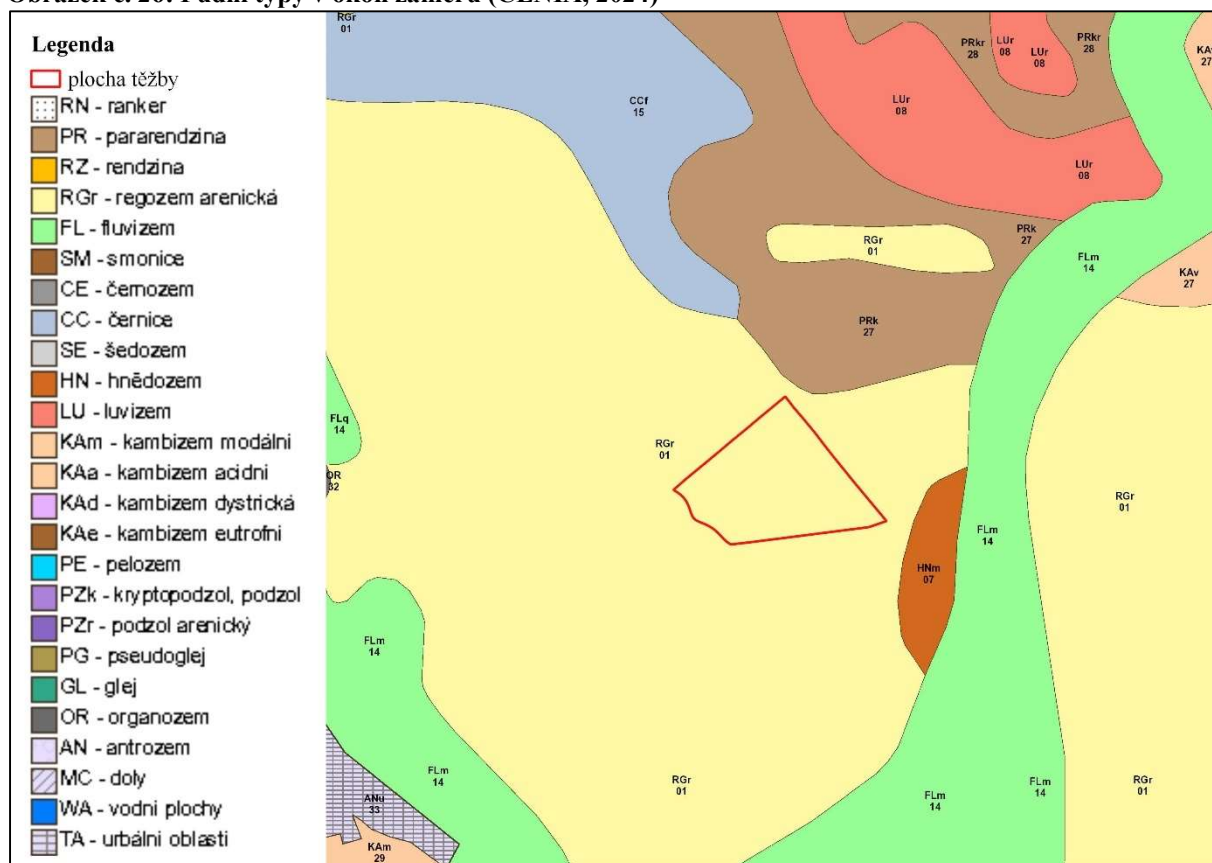 Obrázek č. Půdní typy v okolí záměru (CENIA, 2024)
Legenda
plocha těžby
RN - ranker
PR - pararendzina
RZ - rendzina
RGr - regozem arenická
FL - fluvizem
SM - smonice
CE - černozem
CC - černice
SE - šedozem
HN - hnědozem
LU - luvizem
KAm - kambizem modální
KAa - kambizem acidní
KAd - kambizem dystrická
KAe - kambizem eutrofní
PE - pelozem
PZk - kryptopodzol, podzol
PZr - podzol arenický
PG - pseudoglej
GL - glej
OR - organozem
AN - antrozem
MC - doly
WA - vodní plochy
TA - urbální oblasti
RGr
01
CCf
15
PRkr
28
LUr
08
LUr
08
PRkr
28
27
LUr
08
LUr
08
PRk
27
RGr
01
FLm
14
KAv
27
PRk
27
FLq
14
RGr
01
OR
32
RGr
01
FLm
14
HNm
07
FLm
14
FLm
14
RGr
01
FLm
14
FLm
14
RGr
01
ANu
33
KAm
29